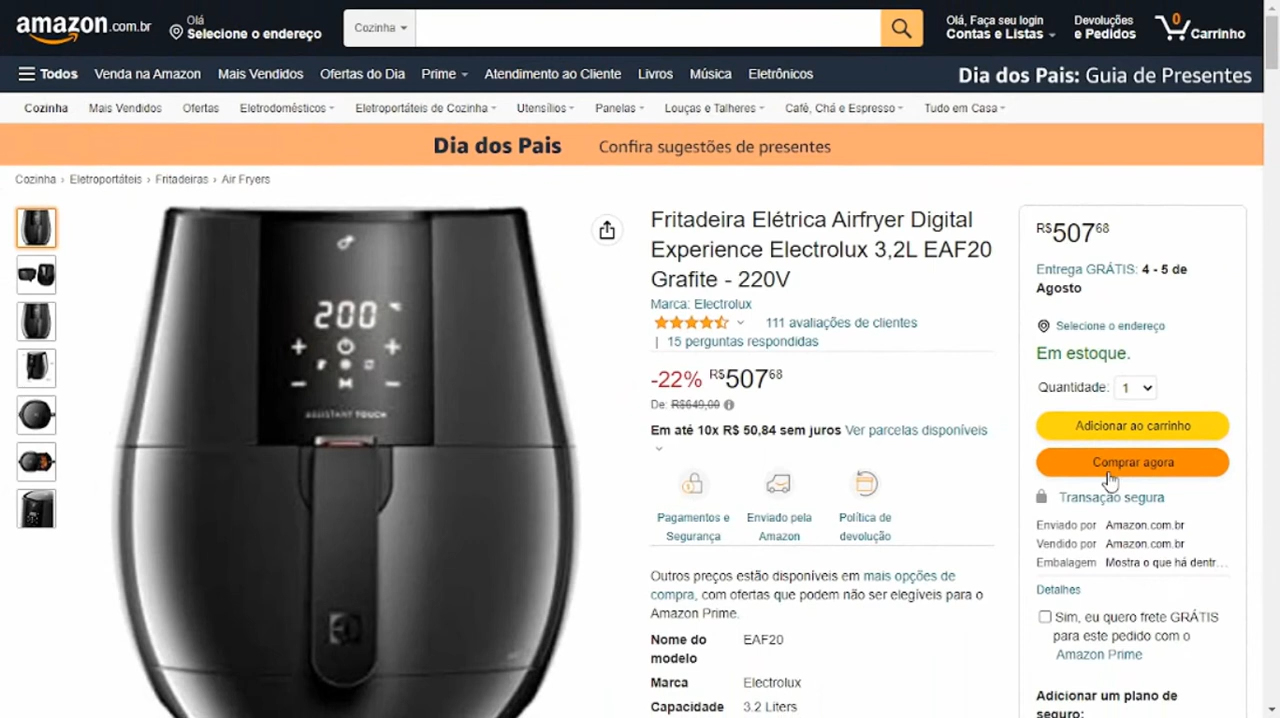 amazon.com.br
Olá
Selecione o endereço
Cozinha
Olá, Faça seu login
Contas e Listas
Devoluções
e Pedidos
0
Carrinho
Todos
Venda na Amazon
Mais Vendidos
Ofertas do Dia
Prime
Atendimento ao Cliente
Livros
Música
Eletrônicos
Dia dos Pais: Guia de Presentes
Cozinha
Mais Vendidos
Ofertas
Eletrodomésticos
Eletroportáteis de Cozinha
Utensílios
Panelas
Louças e Talheres
Café, Chá e Espresso
Tudo em Casa
Dia dos Pais Confira sugestões de presentes
Cozinha › Eletroportáteis › Fritadeiras › Air Fryers
200
ASSISTANT TOUCH
Fritadeira Elétrica Airfryer Digital
Experience Electrolux 3,2L EAF20
Grafite - 220V
Marca: Electrolux
111 avaliações de clientes
| 15 perguntas respondidas
-22% R$50768
De: R$649,00
Em até 10x R$ 50,84 sem juros Ver parcelas disponíveis
Pagamentos e
Segurança
Enviado pela
Amazon
Política de
devolução
Outros preços estão disponíveis em mais opções de
compra, com ofertas que podem não ser elegíveis para o
Amazon Prime.
Nome do
modelo
EAF20
Marca Electrolux
Capacidade 3.2 Liters
R$50768
Entrega GRÁTIS: 4 - 5 de
Agosto
Selecione o endereço
Em estoque.
Quantidade: 1
Adicionar ao carrinho
Comprar agora
Transação segura
Enviado por Amazon.com.br
Vendido por Amazon.com.br
Embalagem Mostra o que há dentr...
Detalhes
Sim, eu quero frete GRÁTIS
para este pedido com o
Amazon Prime
Adicionar um plano de
seguro: